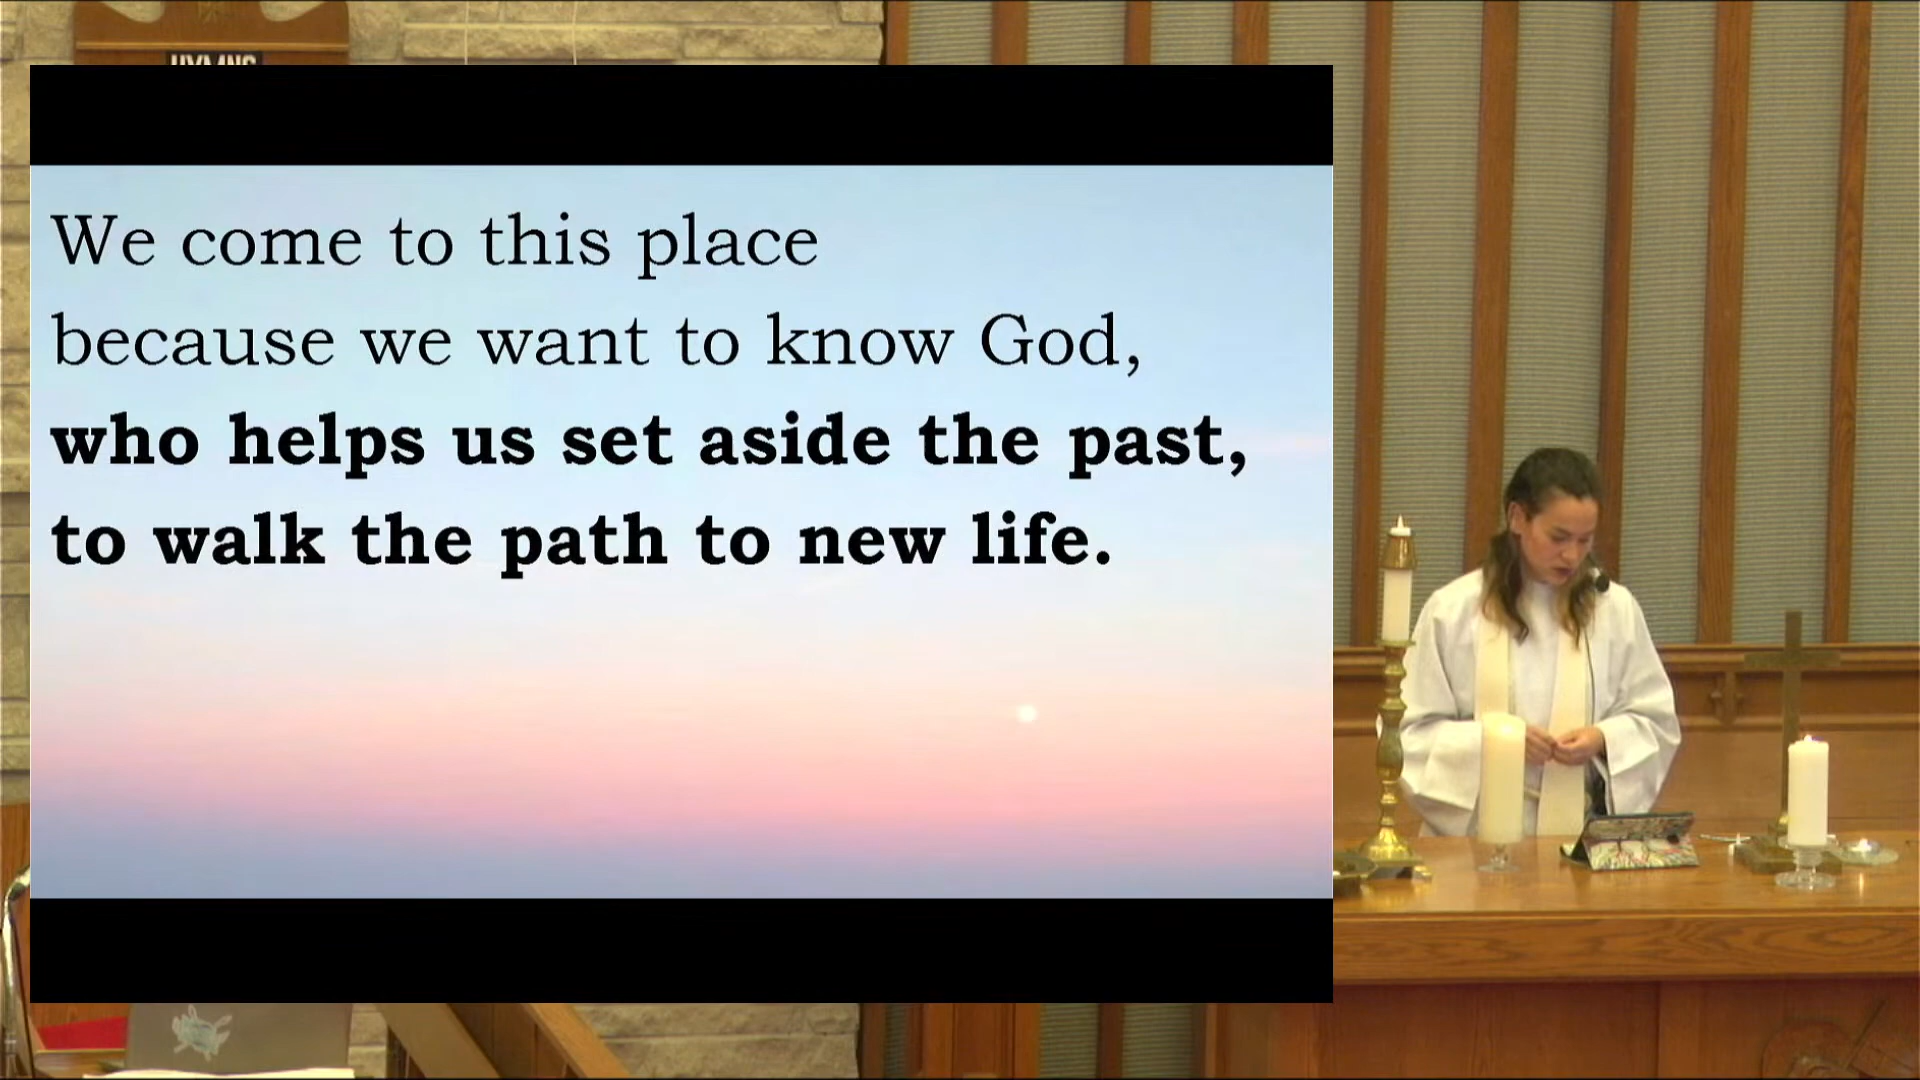 HYMNS
We come to this place
because we want to know God,
who helps us set aside the past,
to walk the path to new life.